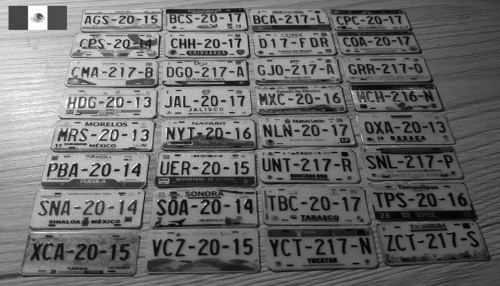 AGS-20-15 BCS-20-17 BCA-217-L CPC-20-17
CPS-20-14 CHH-20-17 D17-FDR COA-20-17
CHIHUAHUA
CMA-217-B DGO-217-A GJO-217-A GRR-217-O
HDG-20-13 JAL-20-17 MXC-20-16 HCH-216-N
JALISCO
MORELOS NAYARIT
MRS-20-13 NYT-20-16 NLN-20-17 OXA-20-13
17 MÉXICO 17 OAXACA
PBA-20-14 UER-20-15 UNT-217-R SNL-217-P
PUEBLA QUINTANA ROO
SONORA Tamaulipas
SNA-20-14 SOA-20-14 TBC-20-17 TPS-20-16
SINALOA MÉXICO TABASCO
XCA-20-15 VCZ-20-15 YCT-217-N ZCT-217-S
TLAXCALA YUCATAN